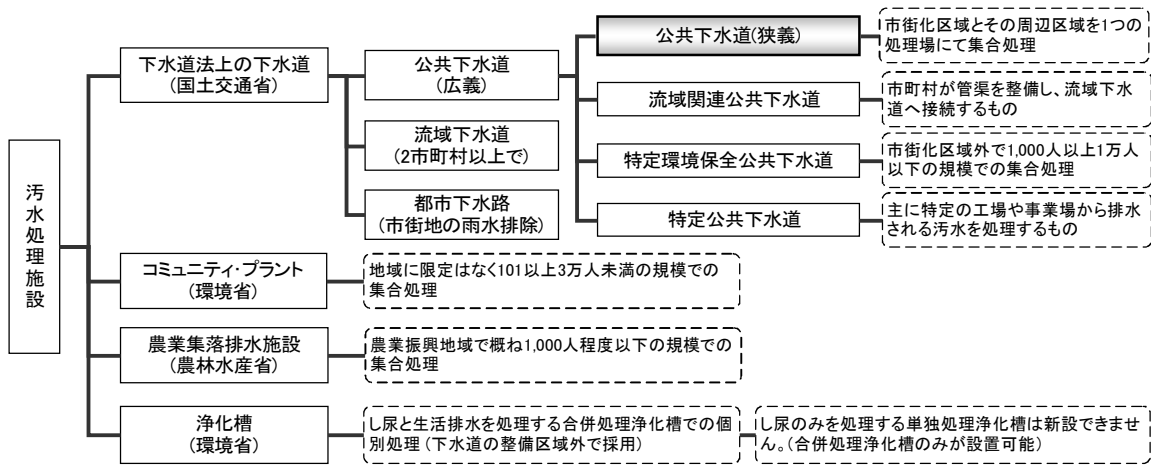 汚水処理施設
下水道法上の下水道
(国土交通省)
公共下水道
(広義)
公共下水道(狭義)
市街化区域とその周辺区域を1つの
処理場にて集合処理
流域関連公共下水道
市町村が管渠を整備し、流域下水
道へ接続するもの
流域下水道
(2市町村以上で)
特定環境保全公共下水道
市街化区域外で1,000人以上1万人
以下の規模での集合処理
都市下水路
(市街地の雨水排除)
特定公共下水道
主に特定の工場や事業場から排水
される汚水を処理するもの
コミュニティ・プラント
(環境省)
地域に限定はなく101以上3万人未満の規模での
集合処理
農業集落排水施設
(農林水産省)
農業振興地域で概ね1,000人程度以下の規模での
集合処理
浄化槽
(環境省)
し尿と生活排水を処理する合併処理浄化槽での個
別処理(下水道の整備区域外で採用)
し尿のみを処理する単独処理浄化槽は新設できませ
ん。(合併処理浄化槽のみが設置可能)